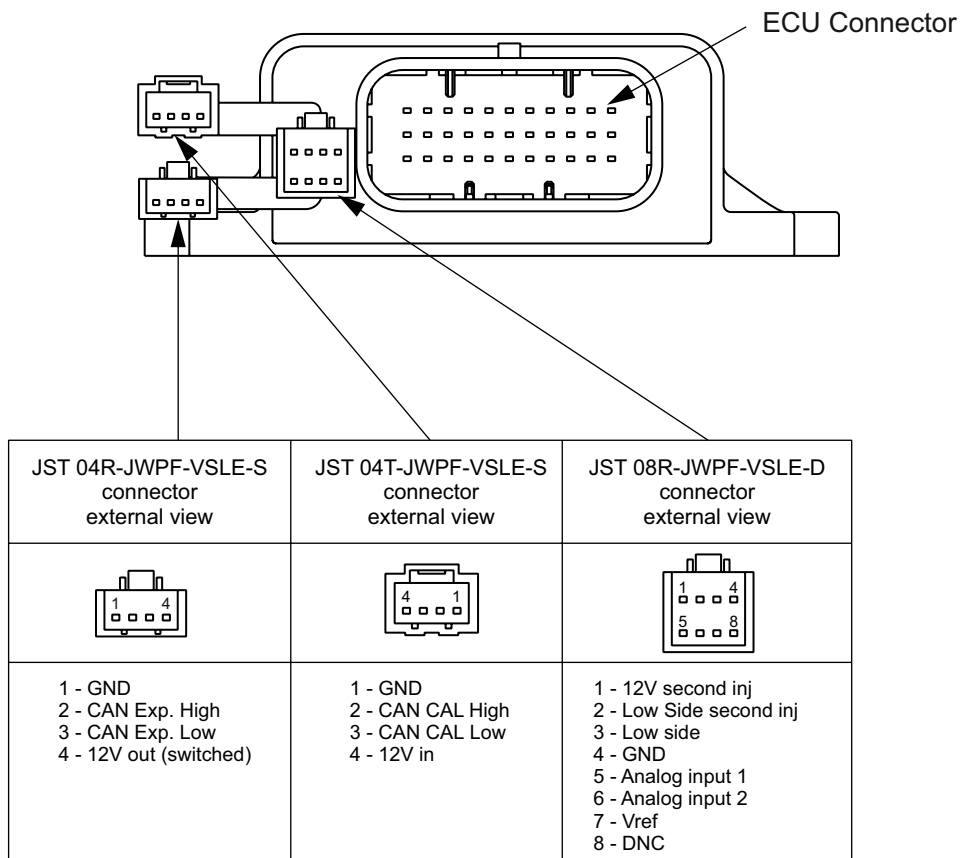 ECU Connector
JST 04R-JWPF-VSLE-S
connector
external view
JST 04T-JWPF-VSLE-S
connector
external view
JST 08R-JWPF-VSLE-D
connector
external view
1 4
4 1
1 4
5 8
1 - GND
2 - CAN Exp. High
3 - CAN Exp. Low
4 - 12V out (switched)
1 - GND
2 - CAN CAL High
3 - CAN CAL Low
4 - 12V in
1 - 12V second inj
2 - Low Side second inj
3 - Low side
4 - GND
5 - Analog input 1
6 - Analog input 2
7 - Vref
8 - DNC